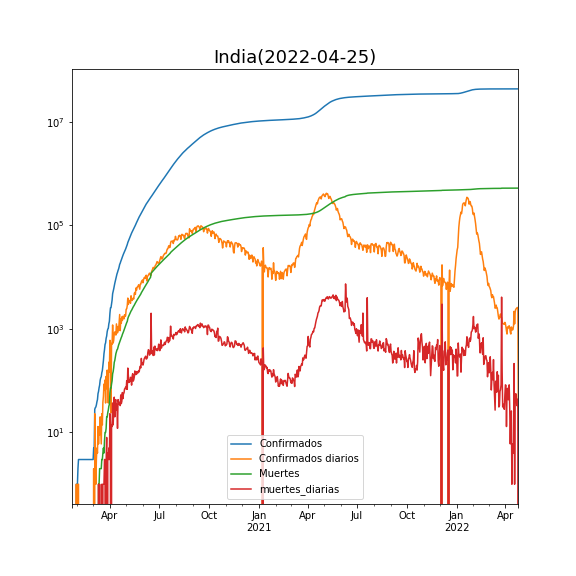 India(2022-04-25)
10^7
10^5
10^3
10^1
Confirmados
Confirmados diarios
Muertes
muertes_diarias
Apr Jul Oct Jan Apr Jul Oct Jan Apr
2021 2022